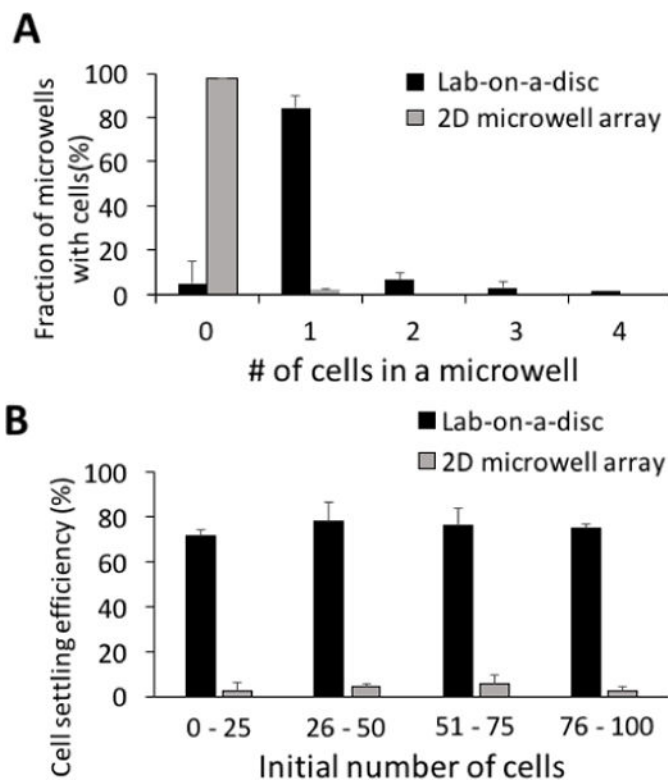 A
Fraction of microwells
with cells(%)
100
80
60
40
20
0
Lab-on-a-disc
2D microwell array
0 1 2 3 4
# of cells in a microwell
B
Lab-on-a-disc
2D microwell array
Cell settling efficiency (%)
100
80
60
40
20
0
0 - 25 26 - 50 51 - 75 76 - 100
Initial number of cells